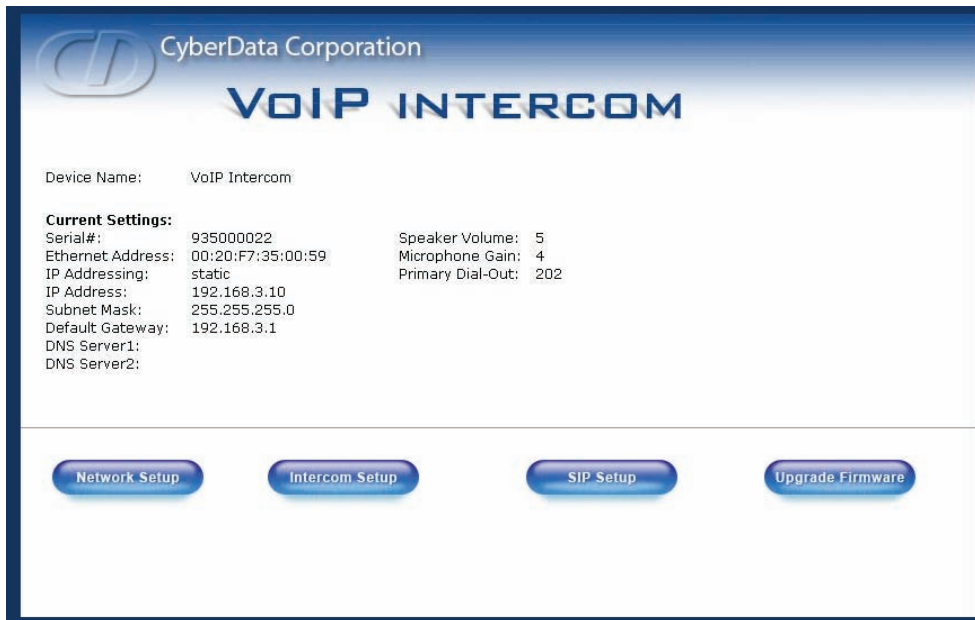 CD CyberData Corporation
VoIP INTERCOM
Device Name: VoIP Intercom
Current Settings:
Serial#: 935000022 Speaker Volume: 5
Ethernet Address: 00:20:F7:35:00:59 Microphone Gain: 4
IP Addressing: static Primary Dial-Out: 202
IP Address: 192.168.3.10
Subnet Mask: 255.255.255.0
Default Gateway: 192.168.3.1
DNS Server1:
DNS Server2:
Network Setup Intercom Setup SIP Setup Upgrade Firmware